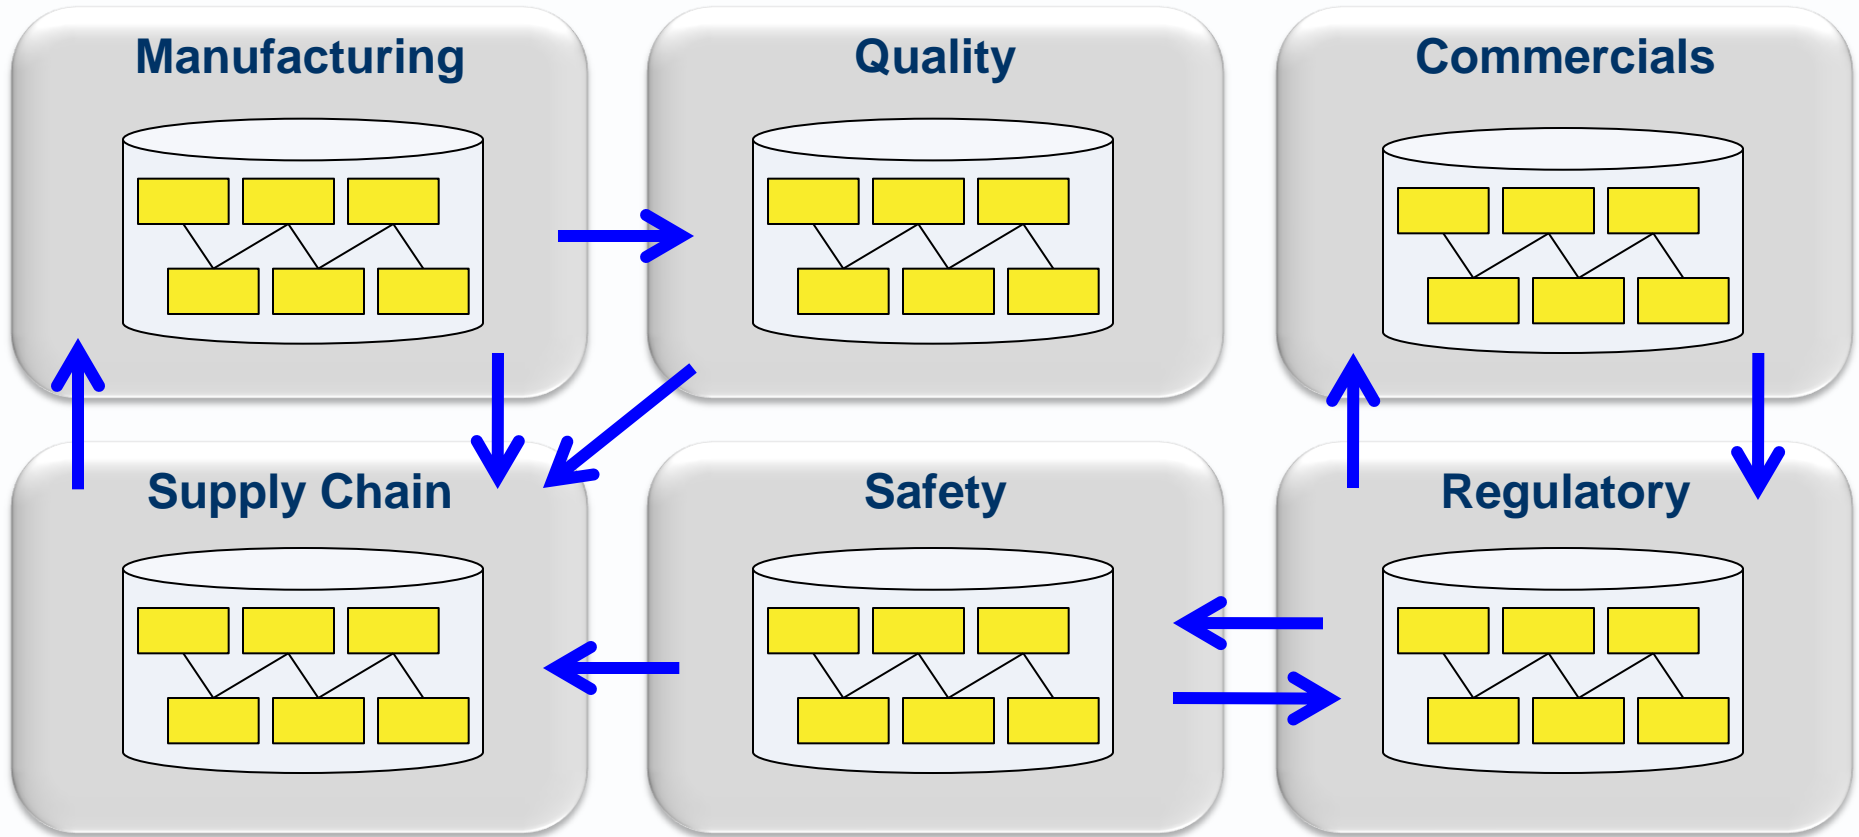 Manufacturing
Quality
Commercials
Supply Chain
Safety
Regulatory